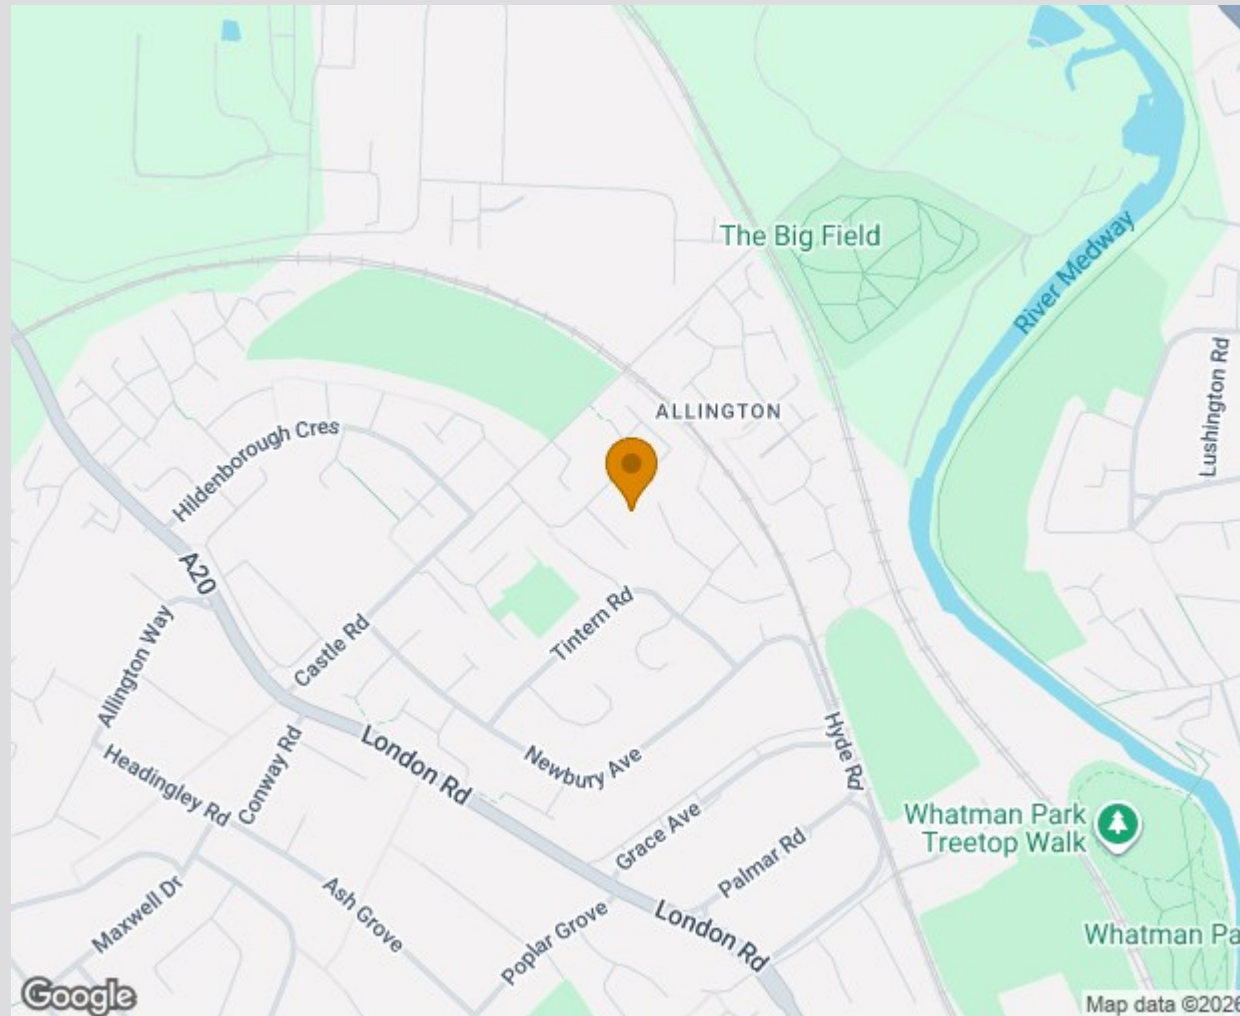 The Big Field
River Medway
Lushington Rd
ALLINGTON
Hildenborough Cres
A20
Tintern Rd
Castle Rd
Allington Way
Hyde Rd
Conway Rd
London Rd
Newbury Ave
Headingley Rd
Grace Ave
Palmar Rd
Whatman Park
Treetop Walk
Maxwell Dr
Ash Grove
Poplar Grove
London Rd
Whatman Pa
Google
Map data ©2026